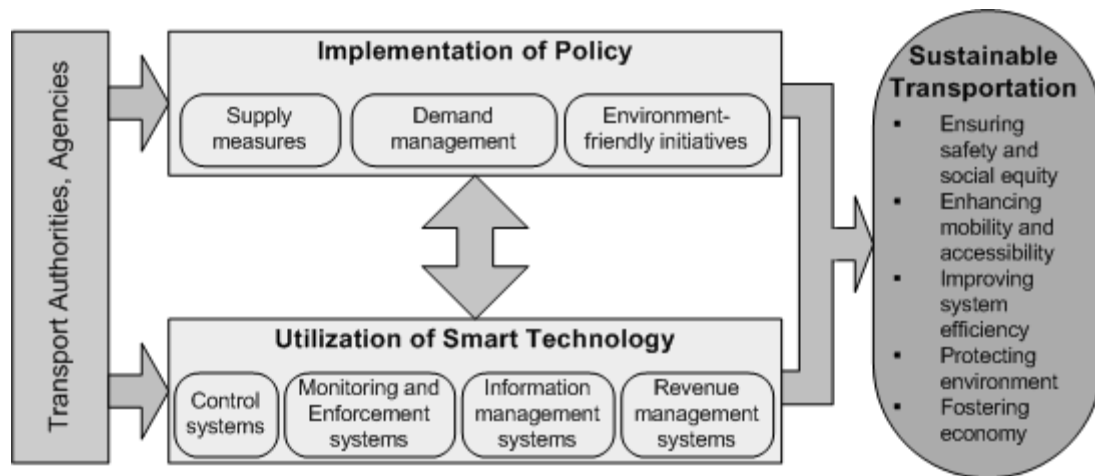 Transport Authorities, Agencies
Implementation of Policy
Supply
measures
Demand
management
Environment-
friendly initiatives
Utilization of Smart Technology
Control
systems
Monitoring and
Enforcement
systems
Information
management
systems
Revenue
management
systems
Sustainable
Transportation
▪ Ensuring
safety and
social equity
▪ Enhancing
mobility and
accessibility
▪ Improving
system
efficiency
▪ Protecting
environment
▪ Fostering
economy